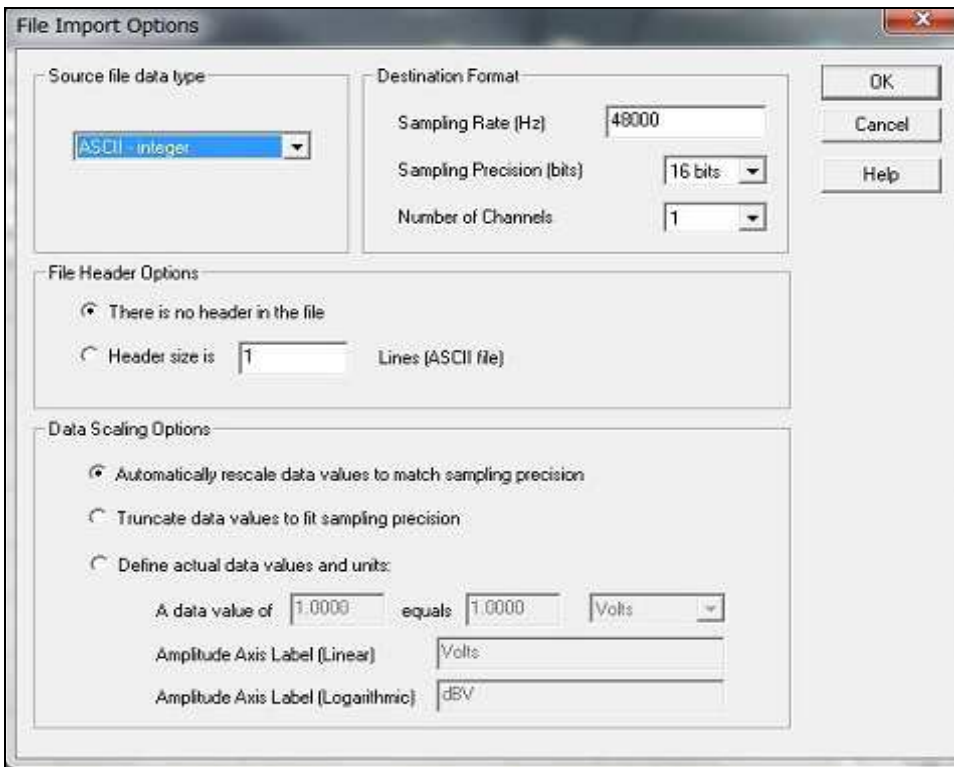 File Import Options
Source file data type
ASCII - integer
Destination Format
Sampling Rate (Hz) 48000
Sampling Precision (bits) 16 bits
Number of Channels 1
OK
Cancel
Help
File Header Options
There is no header in the file
Header size is 1 Lines (ASCII file)
Data Scaling Options
Automatically rescale data values to match sampling precision
Truncate data values to fit sampling precision
Define actual data values and units:
A data value of 1.0000 equals 1.0000 Volts
Amplitude Axis Label (Linear) Volts
Amplitude Axis Label (Logarithmic) dBV